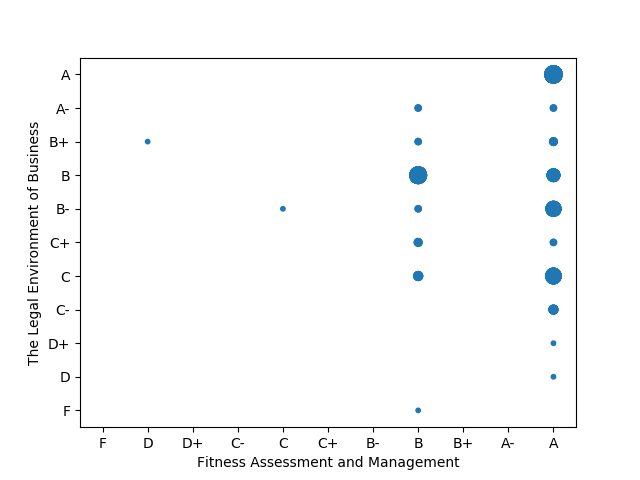 The Legal Environment of Business
A
A-
B+
B
B-
C+
C
C-
D+
D
F
F D D+ C- C C+ B- B B+ A- A
Fitness Assessment and Management